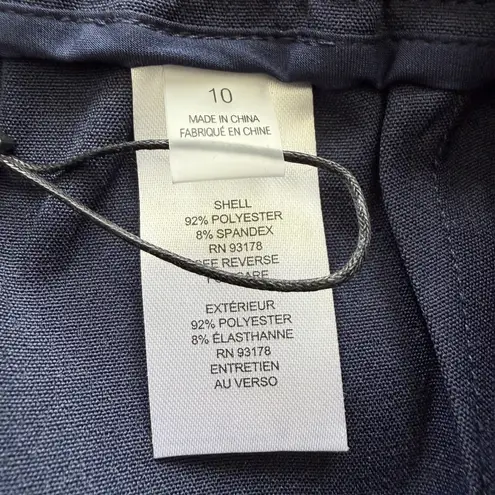 10
MADE IN CHINA
FABRIQUÉ EN CHINE
SHELL
92% POLYESTER
8% SPANDEX
RN 93178
REVERSE
EXTÉRIEUR
92% POLYESTER
8% ÉLASTHANNE
RN 93178
ENTRETIEN
AU VERSO